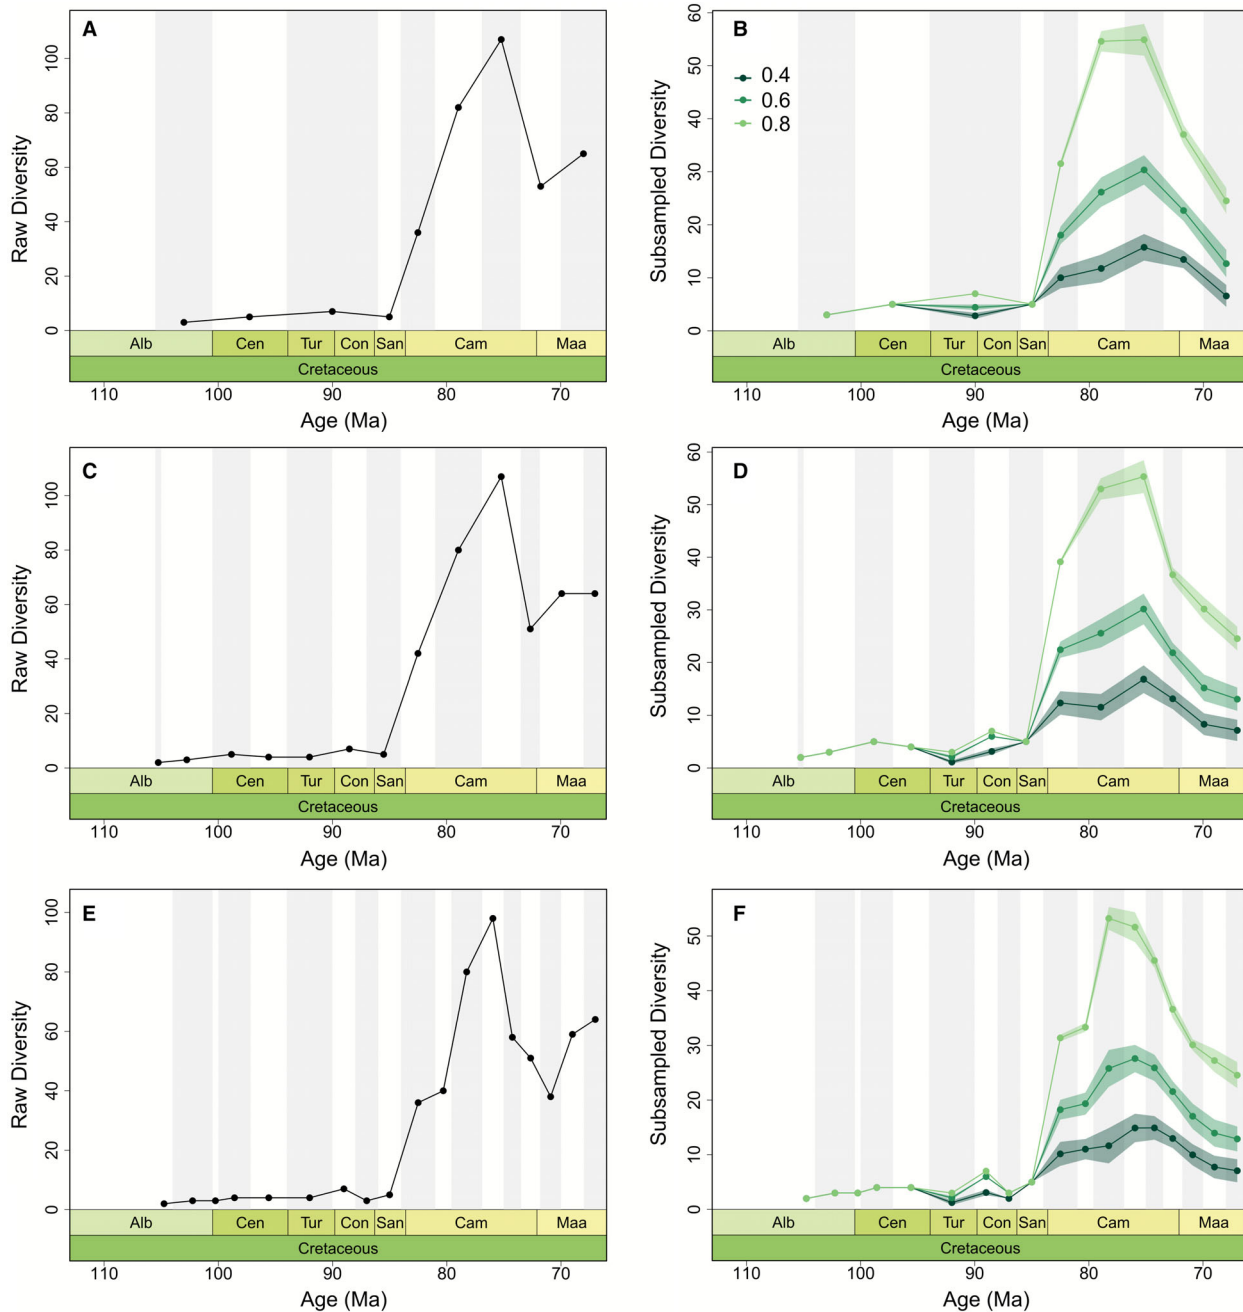 A
Raw Diversity
100
80
60
40
20
0
Alb Cen Tur Con San Cam Maa
Cretaceous
110 100 90 80 70
Age (Ma)
B
Subsampled Diversity
60
50
40
30
20
10
0
0.4
0.6
0.8
Alb Cen Tur Con San Cam Maa
Cretaceous
110 100 90 80 70
Age (Ma)
C
Raw Diversity
100
80
60
40
20
0
Alb Cen Tur Con San Cam Maa
Cretaceous
110 100 90 80 70
Age (Ma)
D
Subsampled Diversity
60
50
40
30
20
10
0
Alb Cen Tur Con San Cam Maa
Cretaceous
110 100 90 80 70
Age (Ma)
E
Raw Diversity
100
80
60
40
20
0
Alb Cen Tur Con San Cam Maa
Cretaceous
110 100 90 80 70
Age (Ma)
F
Subsampled Diversity
50
40
30
20
10
0
Alb Cen Tur Con San Cam Maa
Cretaceous
110 100 90 80 70
Age (Ma)